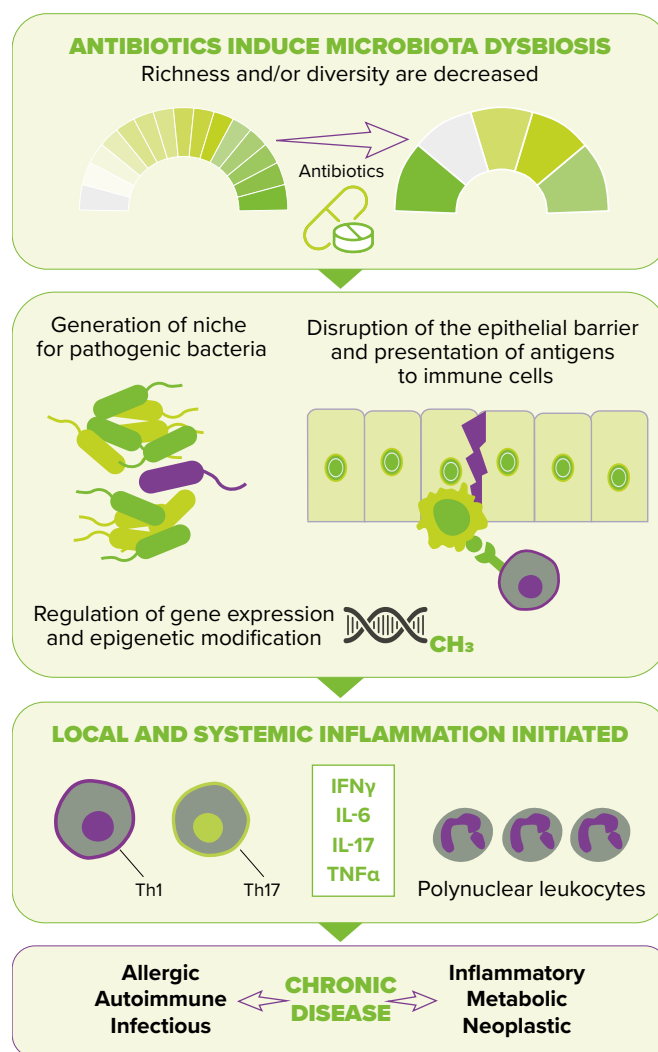 ANTIBIOTICS INDUCE MICROBIOTA DYSBIOSIS
Richness and/or diversity are decreased
Antibiotics
Generation of niche
for pathogenic bacteria
Disruption of the epithelial barrier
and presentation of antigens
to immune cells
Regulation of gene expression
and epigenetic modification
CH₃
LOCAL AND SYSTEMIC INFLAMMATION INITIATED
Th1
Th17
IFNγ
IL-6
IL-17
TNFα
Polynuclear leukocytes
Allergic
Autoimmune
Infectious
CHRONIC
DISEASE
Inflammatory
Metabolic
Neoplastic